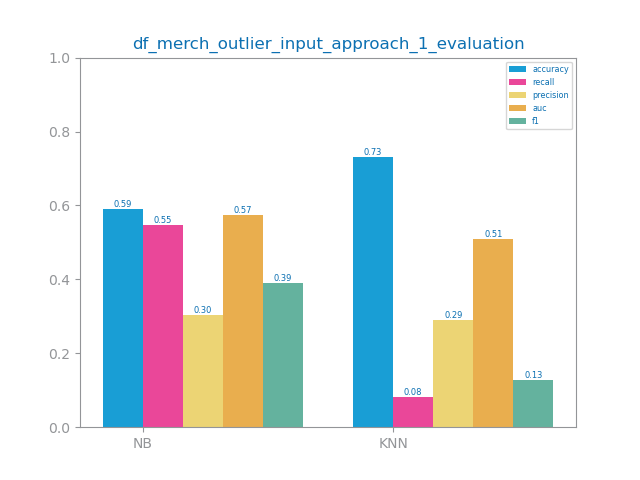 df_merch_outlier_input_approach_1_evaluation
1.0
0.8
0.6
0.4
0.2
0.0
accuracy
recall
precision
auc
f1
0.59
0.55
0.30
0.57
0.39
0.73
0.08
0.29
0.51
0.13
NB
KNN